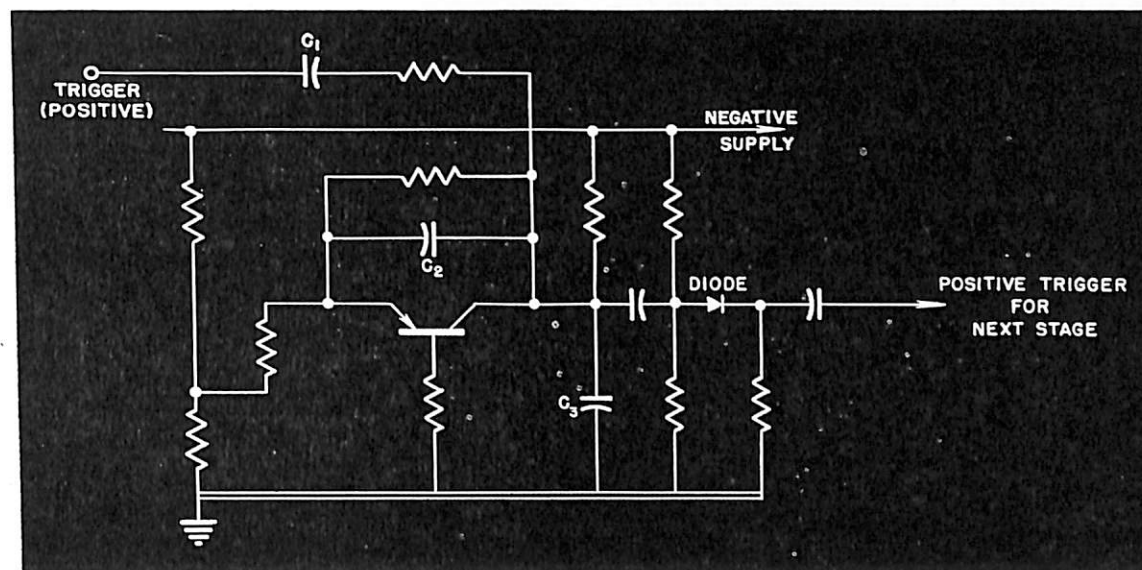 C1
TRIGGER
(POSITIVE)
NEGATIVE
SUPPLY
C2
DIODE
POSITIVE TRIGGER
FOR
NEXT STAGE
C3